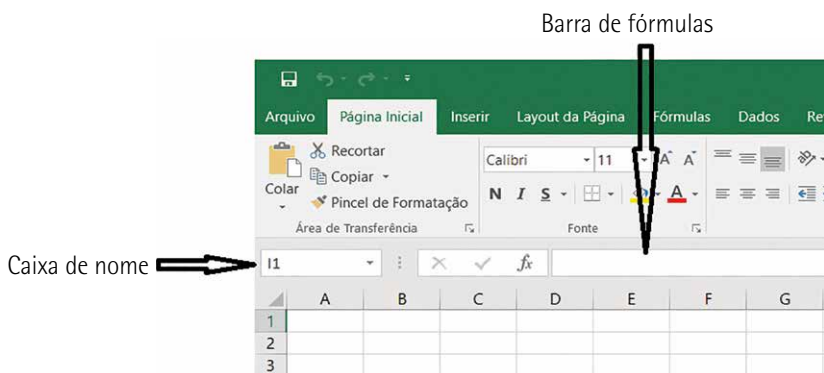 Barra de fórmulas
Arquivo Página Inicial Inserir Layout da Página Fórmulas Dados Re
Colar
Recortar
Copiar
Pincel de Formatação
Calibri 11 A A
N I S A
Área de Transferência Fonte
Caixa de nome I1 fx
A B C D E F G
1
2
3